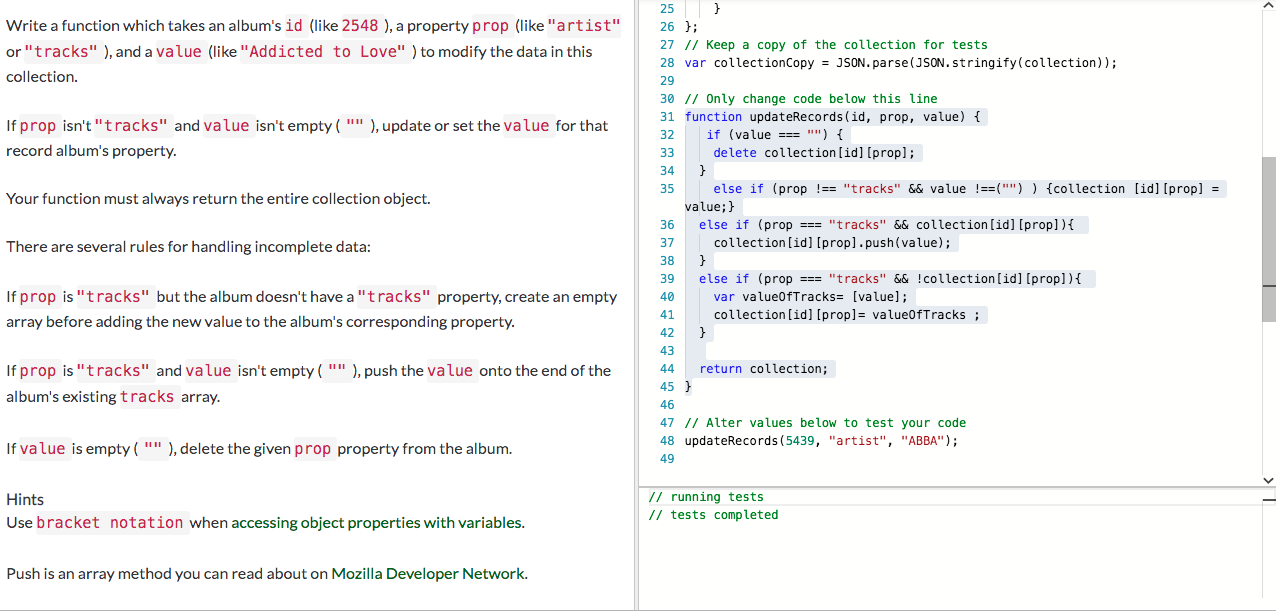 Write a function which takes an album's id (like 2548 ), a property prop (like "artist"
or "tracks" ), and a value (like "Addicted to Love" ) to modify the data in this
collection.
If prop isn't "tracks" and value isn't empty ( "" ), update or set the value for that
record album's property.
Your function must always return the entire collection object.
There are several rules for handling incomplete data:
If prop is "tracks" but the album doesn't have a "tracks" property, create an empty
array before adding the new value to the album's corresponding property.
If prop is "tracks" and value isn't empty ( "" ), push the value onto the end of the
album's existing tracks array.
If value is empty ( "" ), delete the given prop property from the album.
Hints
Use bracket notation when accessing object properties with variables.
Push is an array method you can read about on Mozilla Developer Network.
25 }
26 };
27 // Keep a copy of the collection for tests
28 var collectionCopy = JSON.parse(JSON.stringify(collection));
29
30 // Only change code below this line
31 function updateRecords(id, prop, value) {
32 if (value === "") {
33 delete collection[id][prop];
34 }
35 else if (prop !== "tracks" && value !==("") ) {collection [id][prop] =
value;}
36 else if (prop === "tracks" && collection[id][prop]){
37 collection[id][prop].push(value);
38 }
39 else if (prop === "tracks" && !collection[id][prop]){
40 var valueOfTracks= [value];
41 collection[id][prop]= valueOfTracks ;
42 }
43
44 return collection;
45 }
46
47 // Alter values below to test your code
48 updateRecords(5439, "artist", "ABBA");
49
// running tests
// tests completed